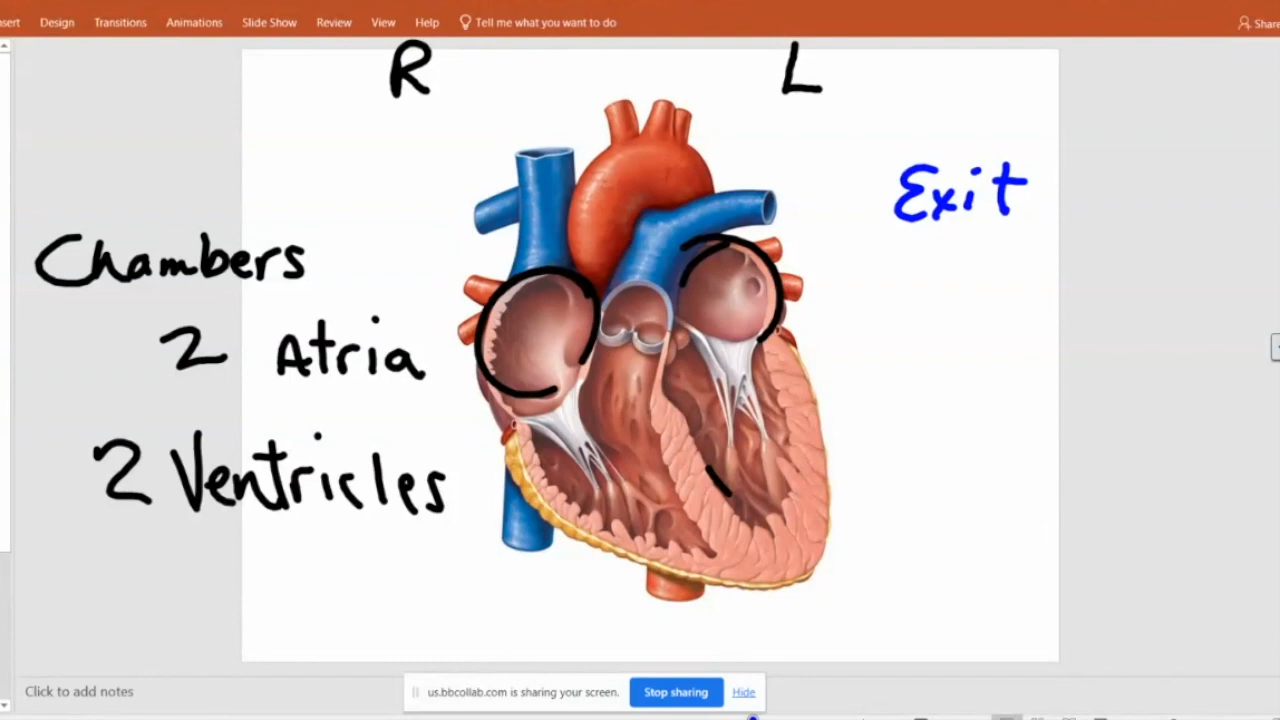 Design Transitions Animations Slide Show Review View Help Tell me what you want to do
R L
Exit
Chambers
2 Atria
2 Ventricles
Click to add notes
us.bbcollab.com is sharing your screen. Stop sharing Hide